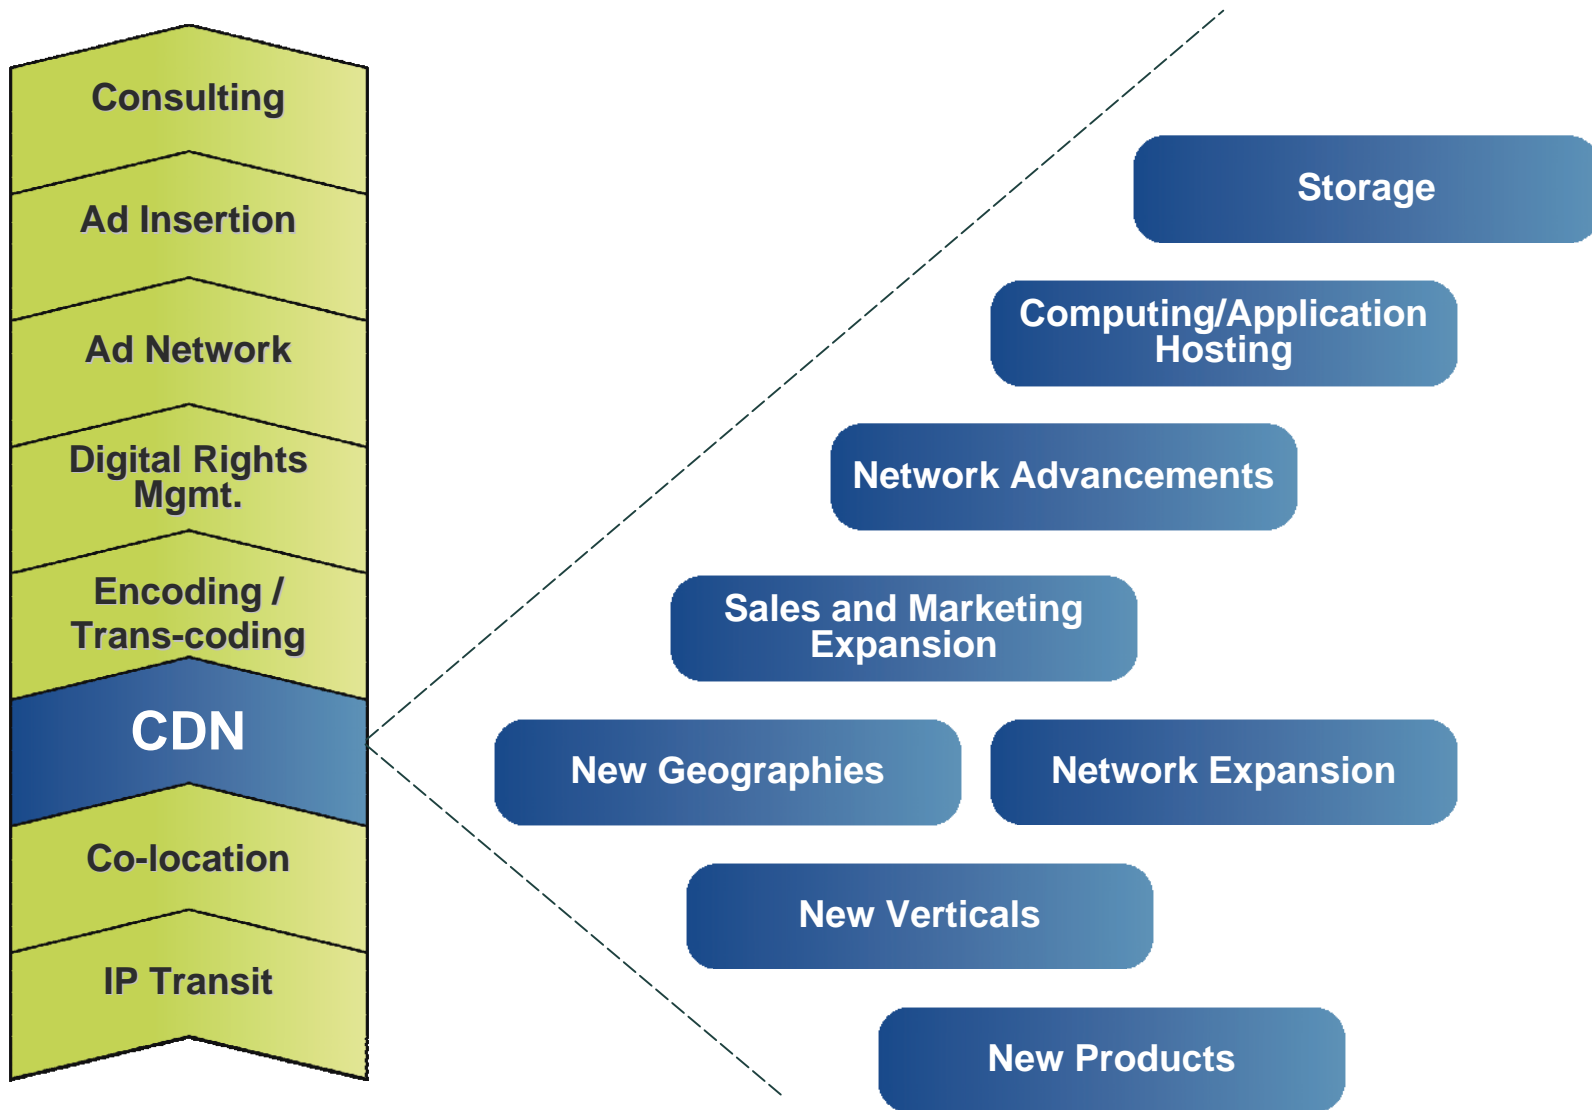 Consulting
Ad Insertion
Ad Network
Digital Rights
Mgmt.
Encoding /
Trans-coding
CDN
Co-location
IP Transit
Storage
Computing/Application
Hosting
Network Advancements
Sales and Marketing
Expansion
New Geographies
Network Expansion
New Verticals
New Products